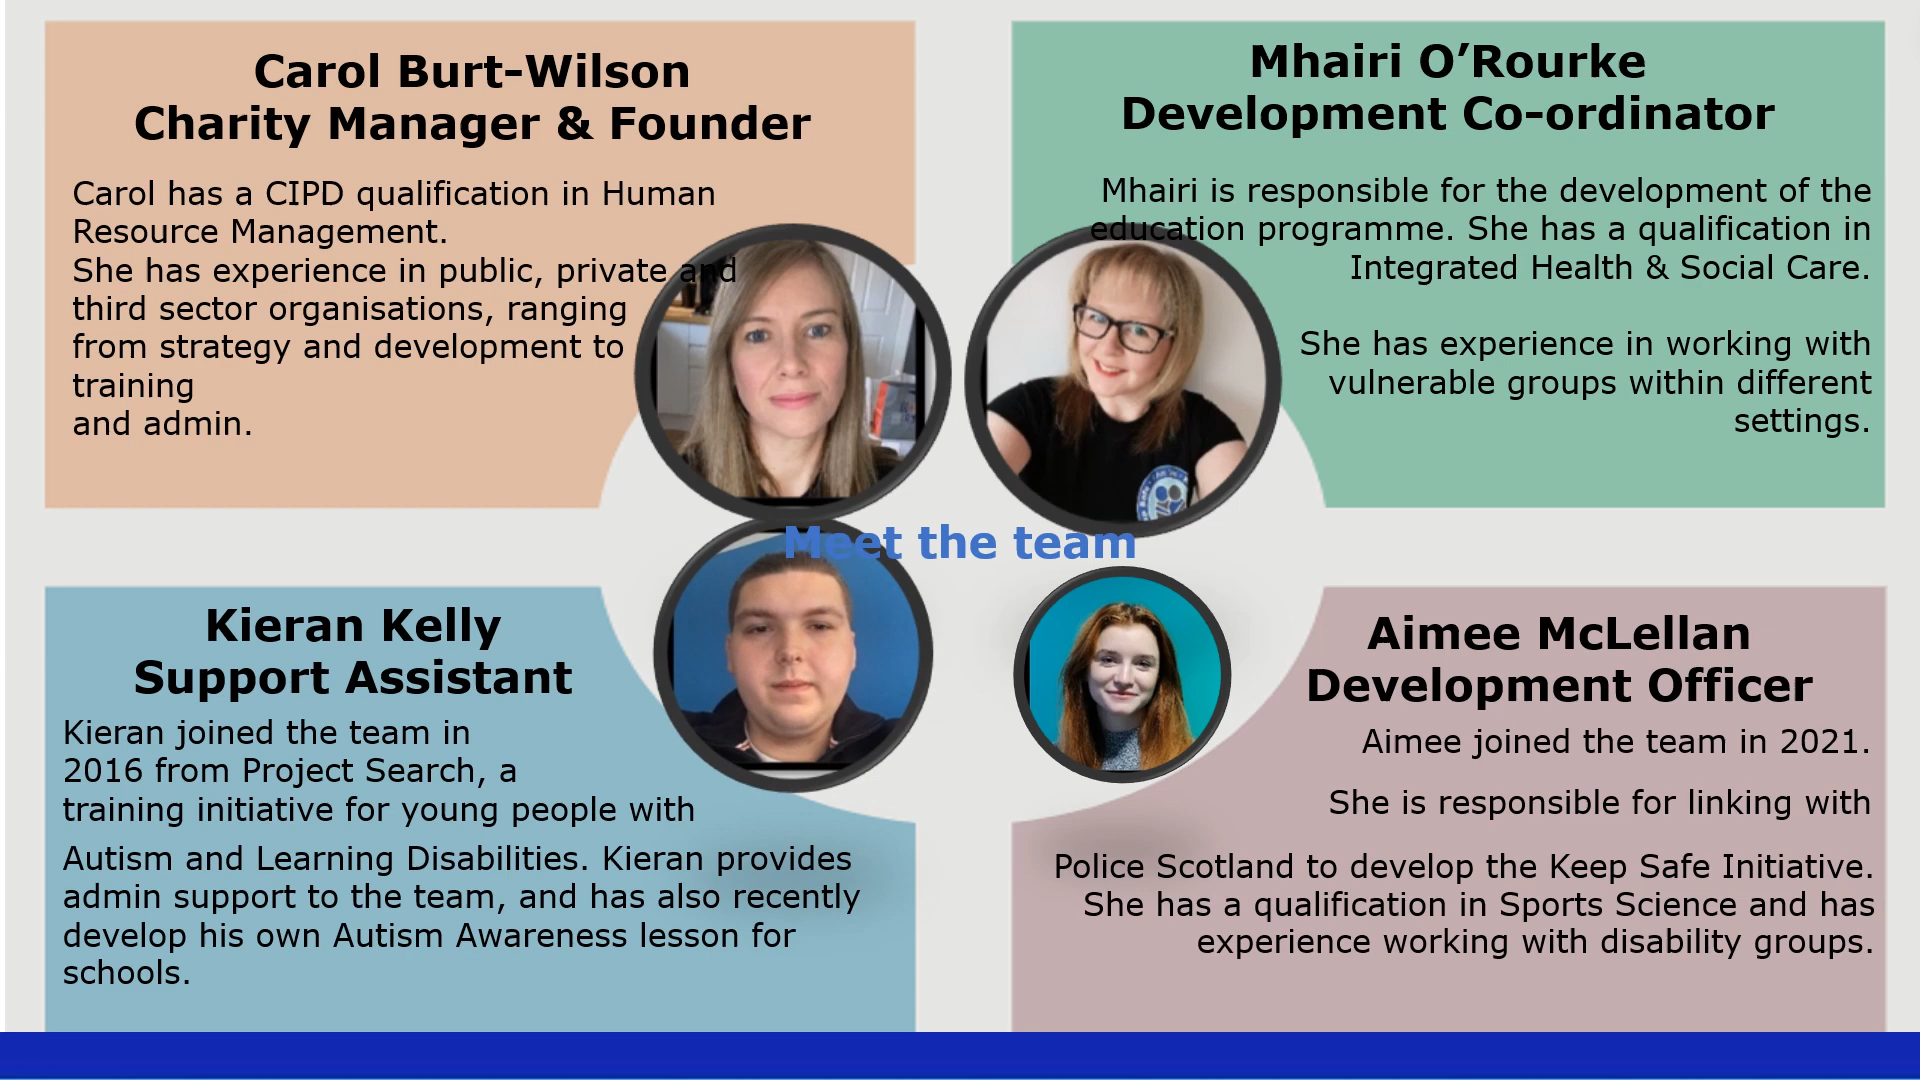 Carol Burt-Wilson
Charity Manager & Founder
Carol has a CIPD qualification in Human
Resource Management.
She has experience in public, private and
third sector organisations, ranging
from strategy and development to
training
and admin.
Mhairi O’Rourke
Development Co-ordinator
Mhairi is responsible for the development of the
education programme. She has a qualification in
Integrated Health & Social Care.
She has experience in working with
vulnerable groups within different
settings.
Meet the team
Kieran Kelly
Support Assistant
Kieran joined the team in
2016 from Project Search, a
training initiative for young people with
Autism and Learning Disabilities. Kieran provides
admin support to the team, and has also recently
develop his own Autism Awareness lesson for
schools.
Aimee McLellan
Development Officer
Aimee joined the team in 2021.
She is responsible for linking with
Police Scotland to develop the Keep Safe Initiative.
She has a qualification in Sports Science and has
experience working with disability groups.